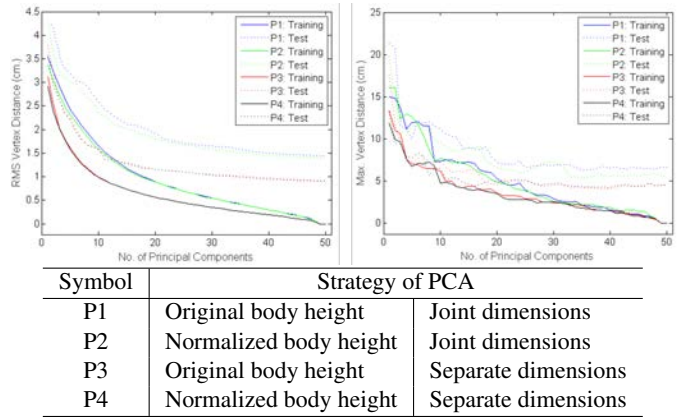 4.5
4
3.5
3
2.5
2
1.5
1
0.5
0
RMS Vertex Distance (cm.)
0 10 20 30 40 50
No. of Principal Components
P1: Training
P1: Test
P2: Training
P2: Test
P3: Training
P3: Test
P4: Training
P4: Test
25
20
15
10
5
0
Max. Vertex Distance (cm.)
0 10 20 30 40 50
No. of Principal Components
P1: Training
P1: Test
P2: Training
P2: Test
P3: Training
P3: Test
P4: Training
P4: Test
Symbol Strategy of PCA
P1 Original body height Joint dimensions
P2 Normalized body height Joint dimensions
P3 Original body height Separate dimensions
P4 Normalized body height Separate dimensions